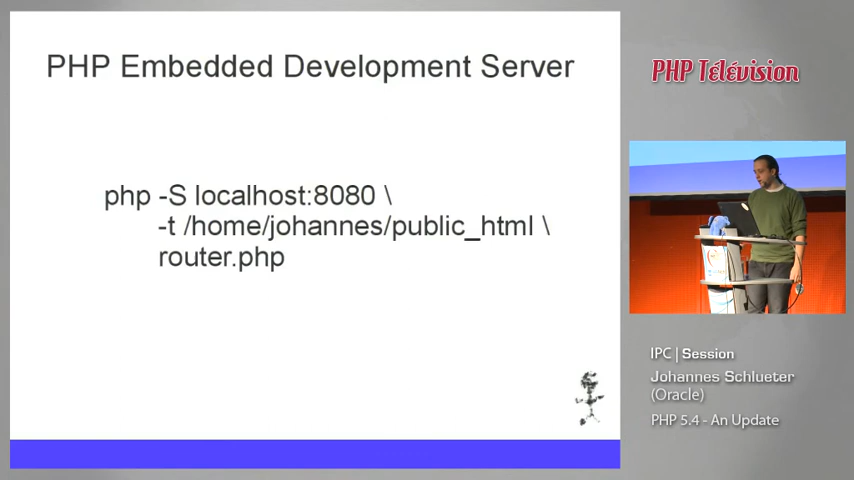 PHP Embedded Development Server
php -S localhost:8080 \
-t /home/johannes/public_html \
router.php
PHP Télévision
IPC | Session
Johannes Schlueter
(Oracle)
PHP 5.4 - An Update